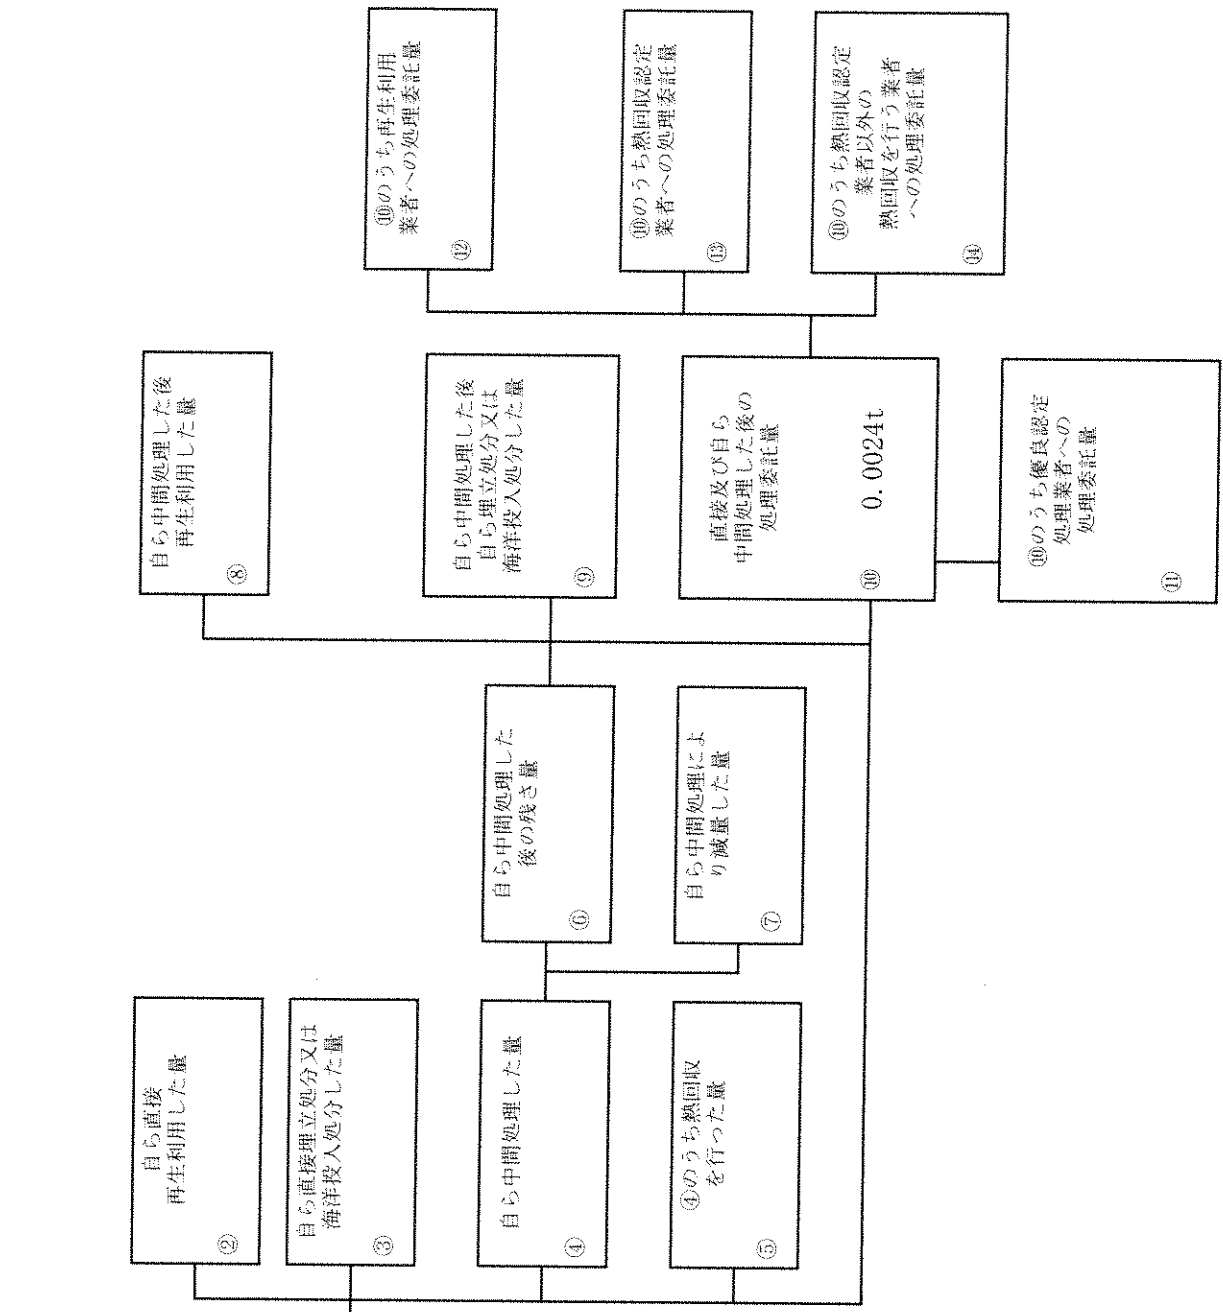 自ら直接
再生利用した量
②
自ら直接埋立処分又は
海洋投入処分した量
③
自ら中間処理した量
④
④のうち熱回収
を行った量
⑤
自ら中間処理した
後の残さ量
⑥
自ら中間処理によ
り減量した量
⑦
自ら中間処理した後
再生利用した量
⑧
自ら中間処理した後
自ら埋立処分又は
海洋投入処分した量
⑨
直接及び自ら
中間処理した後の
処理委託量
⑩
0.0024t
⑩のうち優良認定
処理業者への
処理委託量
⑪
⑩のうち再生利用
業者への処理委託量
⑫
⑩のうち熱回収認定
業者への処理委託量
⑬
⑩のうち熱回収認定
業者以外の
熱回収を行う業者
への処理委託量
⑭